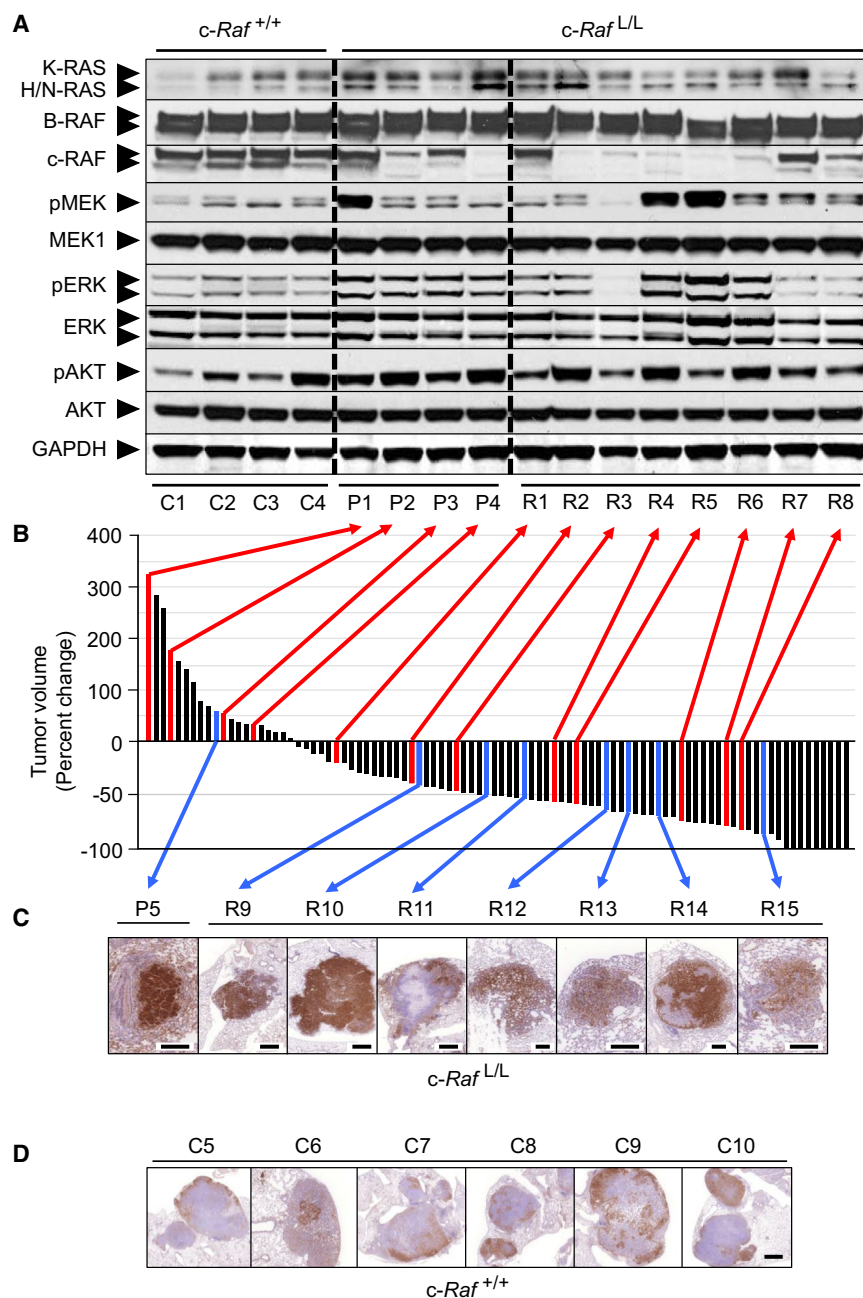 A
c-Raf +/+
c-Raf L/L
K-RAS
H/N-RAS
B-RAF
c-RAF
pMEK
MEK1
pERK
ERK
pAKT
AKT
GAPDH
C1 C2 C3 C4 P1 P2 P3 P4 R1 R2 R3 R4 R5 R6 R7 R8
B
Tumor volume
(Percent change)
400
300
200
100
0
-50
-100
P5 R9 R10 R11 R12 R13 R14 R15
C
c-Raf L/L
D
C5 C6 C7 C8 C9 C10
c-Raf +/+